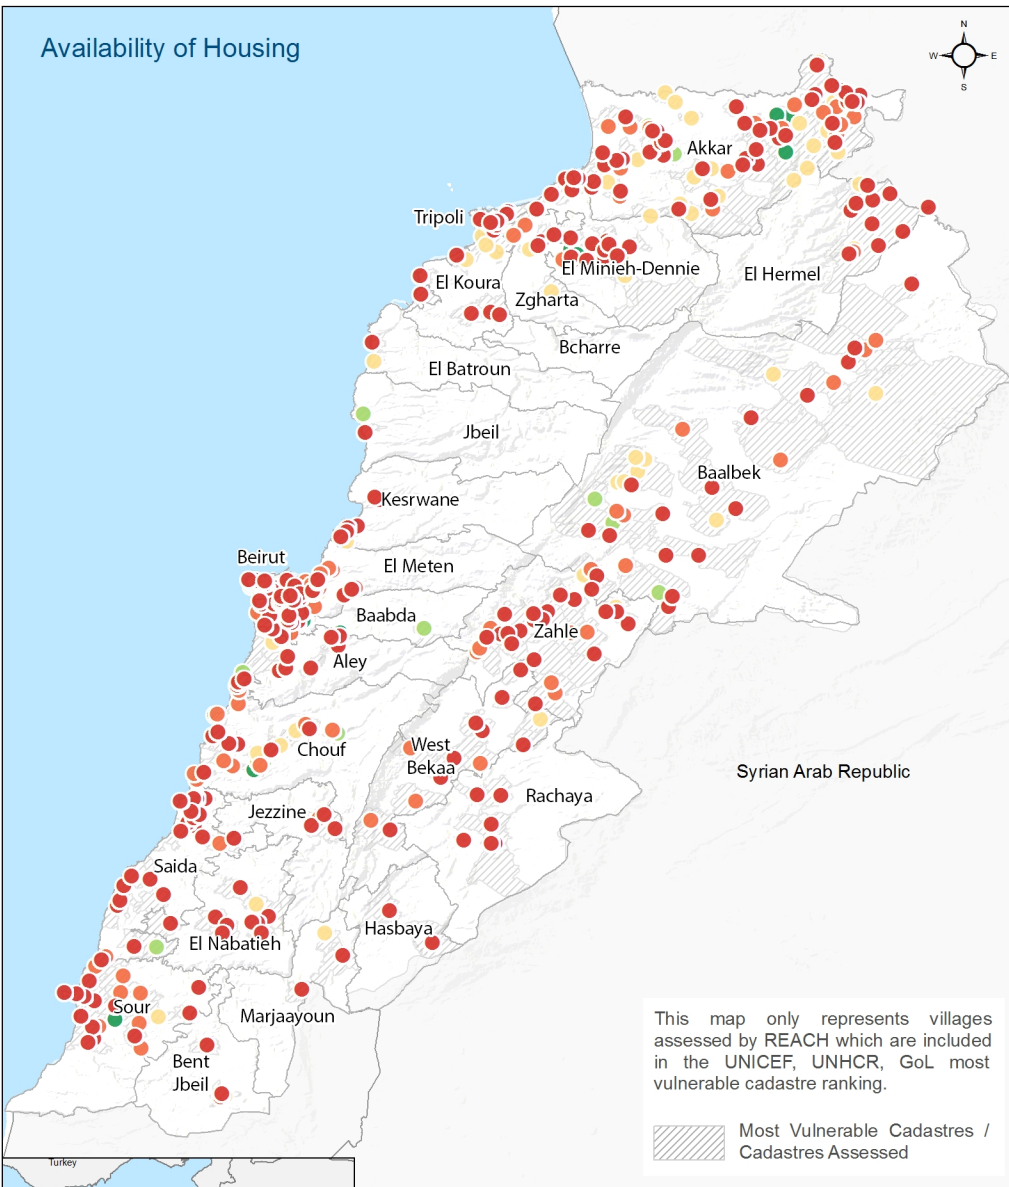 Availability of Housing
N
W
E
S
Akkar
Tripoli
El Minieh-Dennie
El Hermel
El Koura
Zgharta
Bcharre
El Batroun
Jbeil
Baalbek
Kesrwane
Beirut
El Meten
Baabda
Zahle
Aley
Chouf
West
Bekaa
Syrian Arab Republic
Rachaya
Jezzine
Saida
Hasbaya
El Nabatieh
Sour
Marjaayoun
Bent
Jbeil
This map only represents villages
assessed by REACH which are included
in the UNICEF, UNHCR, GoL most
vulnerable cadastre ranking.
Most Vulnerable Cadastres /
Cadastres Assessed
Turkey